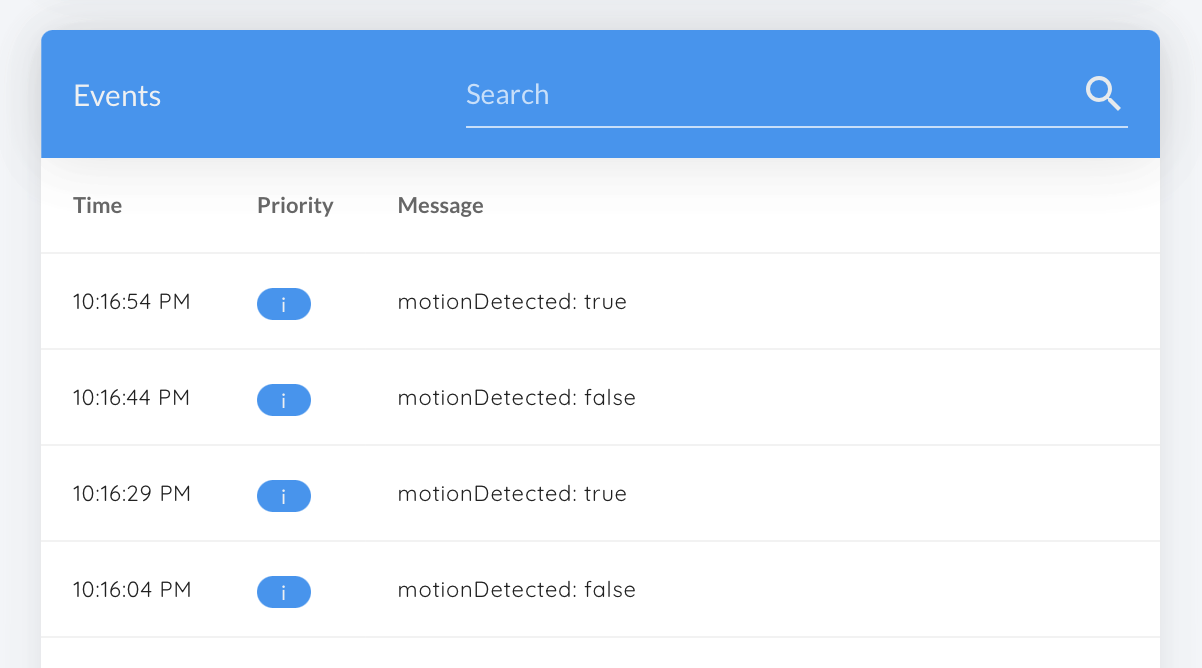 Events Search
Time Priority Message
10:16:54 PM i motionDetected: true
10:16:44 PM i motionDetected: false
10:16:29 PM i motionDetected: true
10:16:04 PM i motionDetected: false